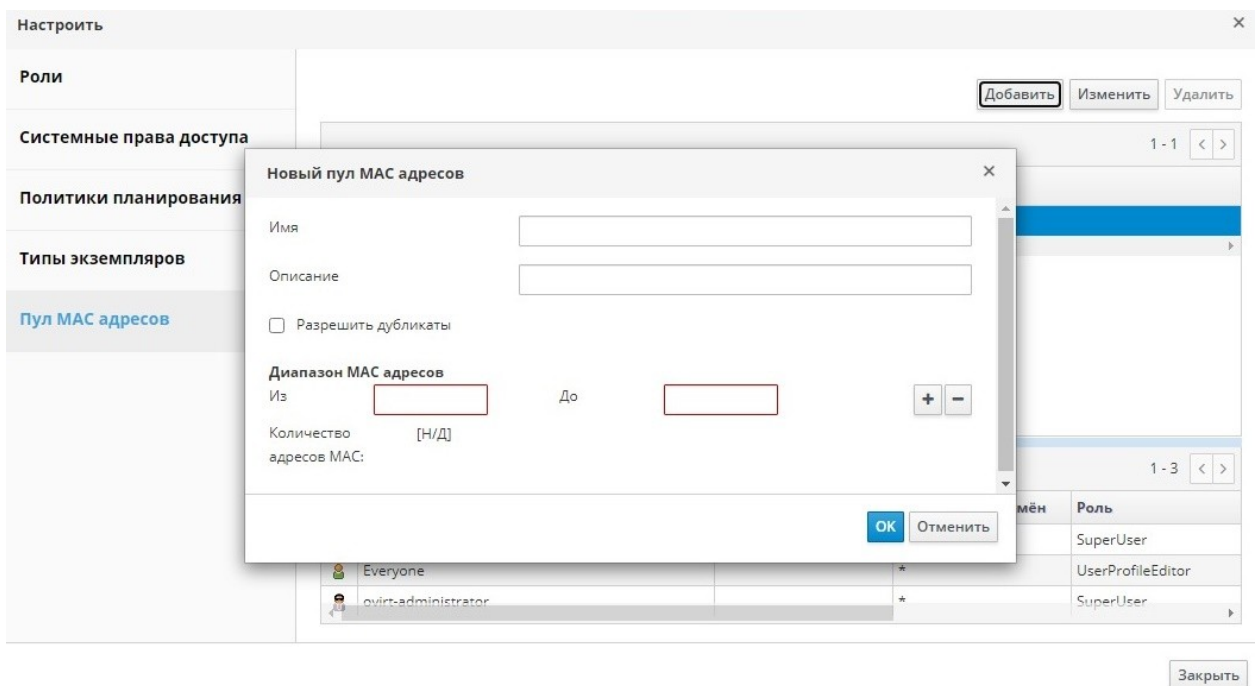 Настроить
×
Роли
Добавить Изменить Удалить
Системные права доступа
1 - 1 < >
Новый пул MAC адресов ×
Политики планирования
Имя
Типы экземпляров
Описание
Пул MAC адресов
Разрешить дубликаты
Диапазон MAC адресов
Из До + −
Количество [Н/Д]
адресов MAC:
1 - 3 < >
мён Роль
OK Отменить
SuperUser
Everyone * UserProfileEditor
ovirt-administrator * SuperUser
Закрыть